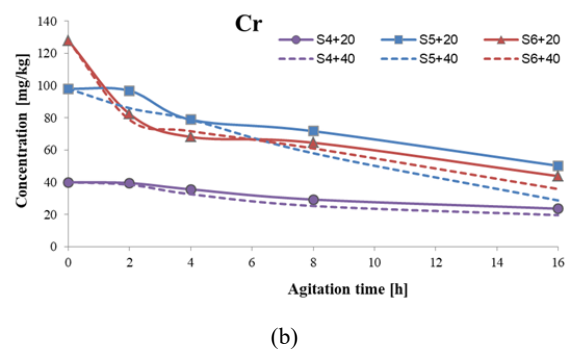 Cr
S4+20 S5+20 S6+20
S4+40 S5+40 S6+40
Concentration [mg/kg]
140
120
100
80
60
40
20
0
0 2 4 6 8 10 12 14 16
Agitation time [h]
(b)